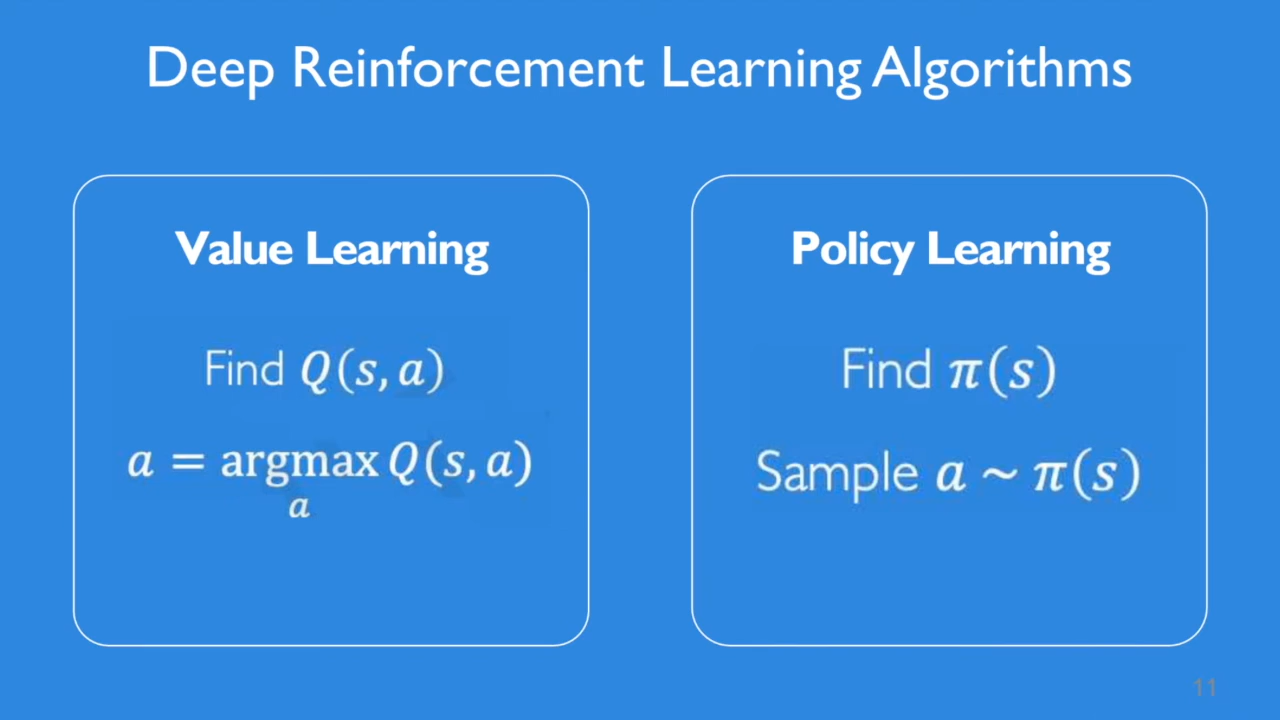 Deep Reinforcement Learning Algorithms
Value Learning
Find Q(s, a)
a = argmax Q(s, a)
a
Policy Learning
Find π(s)
Sample a ~ π(s)
11